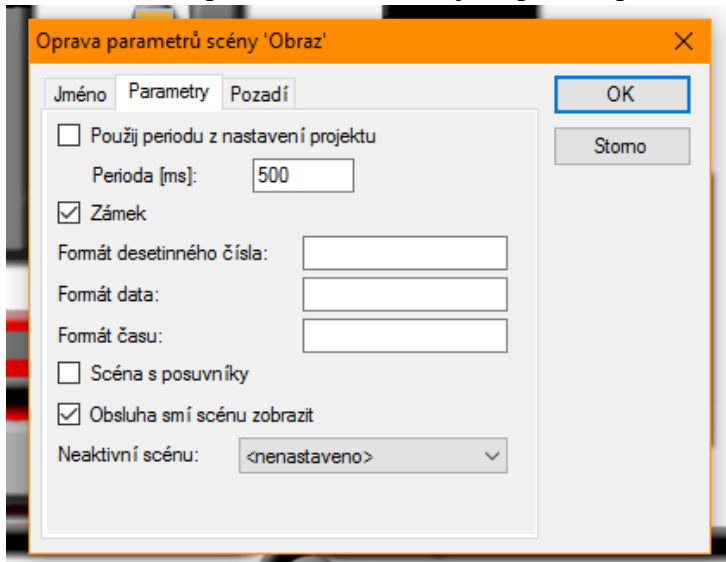 Oprava parametrů scény 'Obraz'
Jméno Parametry Pozadí
OK
Použij periodu z nastavení projektu
Storno
Perioda [ms]: 500
Zámek
Formát desetinného čísla:
Formát data:
Formát času:
Scéna s posuvníky
Obsluha smí scénu zobrazit
Neaktivní scénu: <nenastaveno>